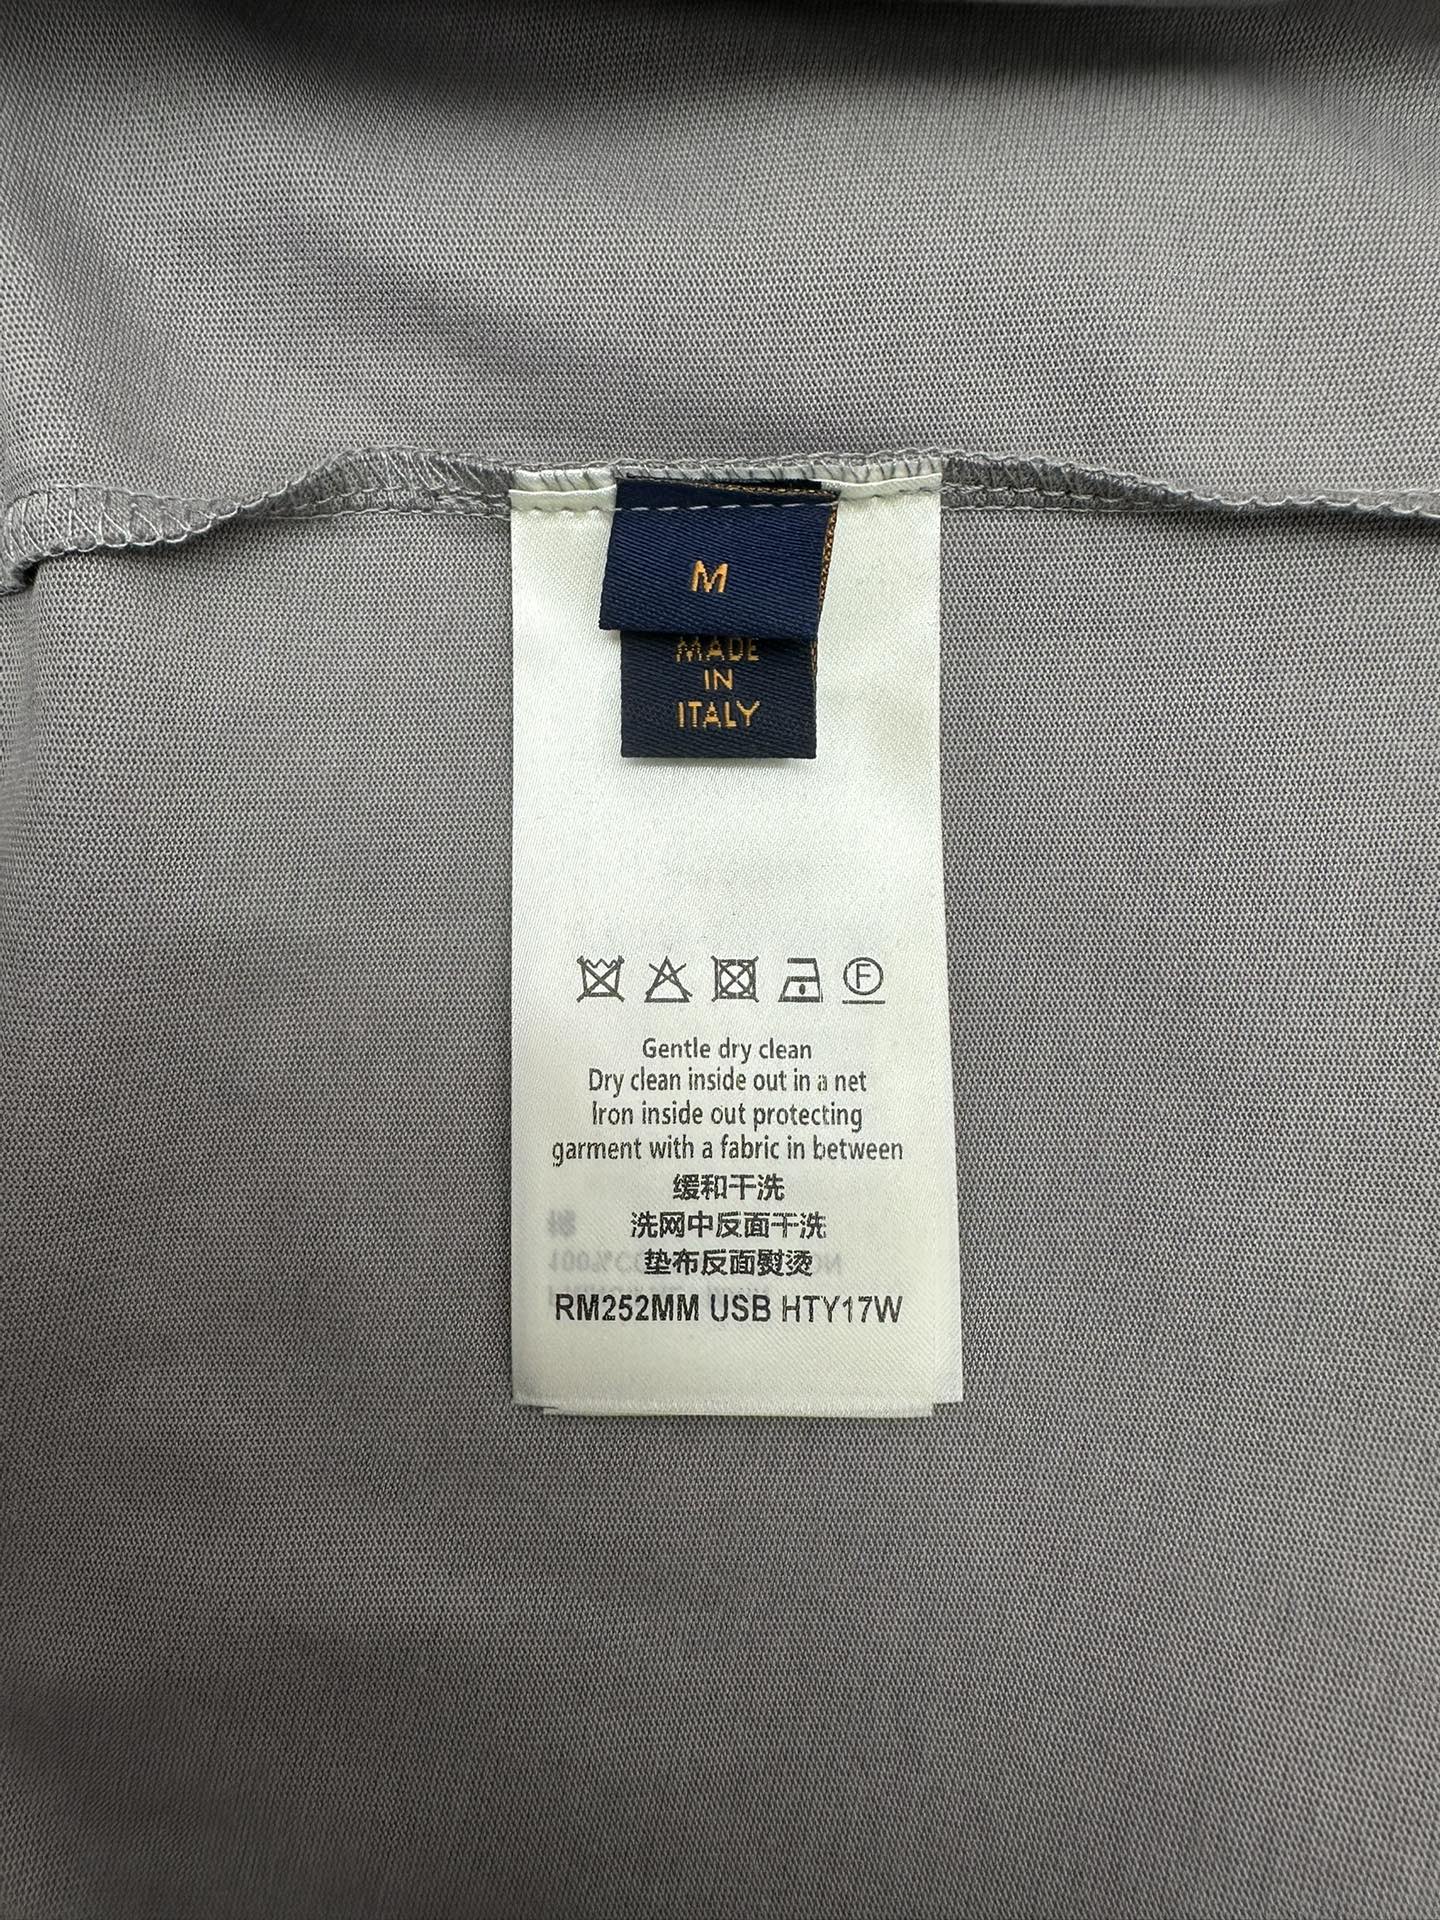 M
MADE
IN
ITALY
F
Gentle dry clean
Dry clean inside out in a net
Iron inside out protecting
garment with a fabric in between
缓和干洗
洗网中反面干洗
垫布反面熨烫
RM252MM USB HTY17W